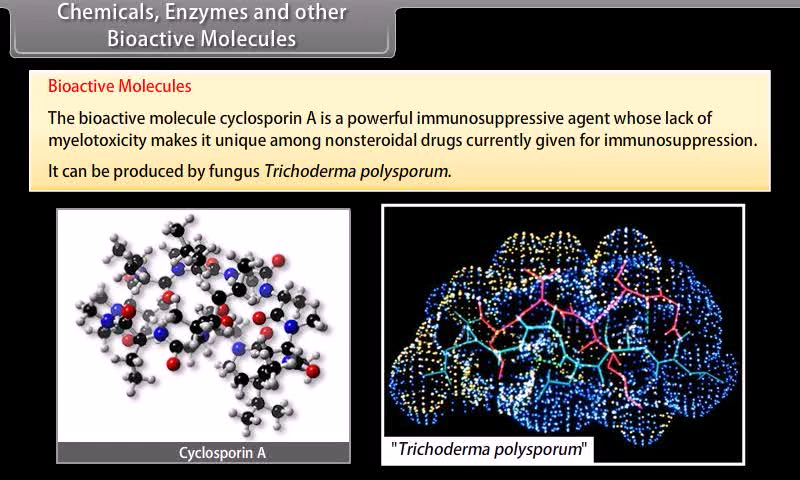 Chemicals, Enzymes and other
Bioactive Molecules
Bioactive Molecules
The bioactive molecule cyclosporin A is a powerful immunosuppressive agent whose lack of
myelotoxicity makes it unique among nonsteroidal drugs currently given for immunosuppression.
It can be produced by fungus Trichoderma polysporum.
Cyclosporin A
"Trichoderma polysporum"